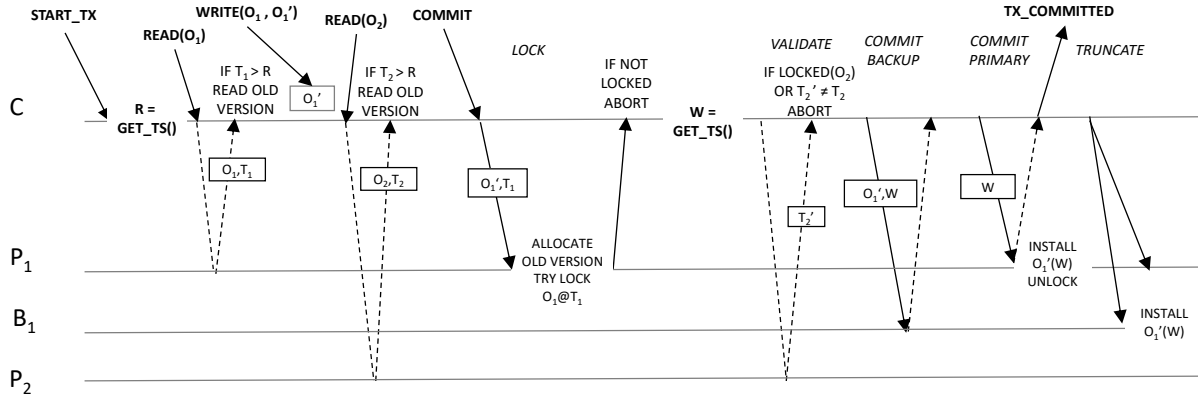 START_TX
READ(O₁)
WRITE(O₁ , O₁')
READ(O₂)
COMMIT
TX_COMMITTED
LOCK
VALIDATE
COMMIT
BACKUP
COMMIT
PRIMARY
TRUNCATE
IF T₁ > R
READ OLD
VERSION
O₁'
IF T₂ > R
READ OLD
VERSION
IF NOT
LOCKED
ABORT
IF LOCKED(O₂)
OR T₂' ≠ T₂
ABORT
C
R =
GET_TS()
W =
GET_TS()
O₁,T₁
O₂,T₂
O₁',T₁
T₂'
O₁',W
W
P₁
ALLOCATE
OLD VERSION
TRY LOCK
O₁@T₁
INSTALL
O₁'(W)
UNLOCK
B₁
INSTALL
O₁'(W)
P₂